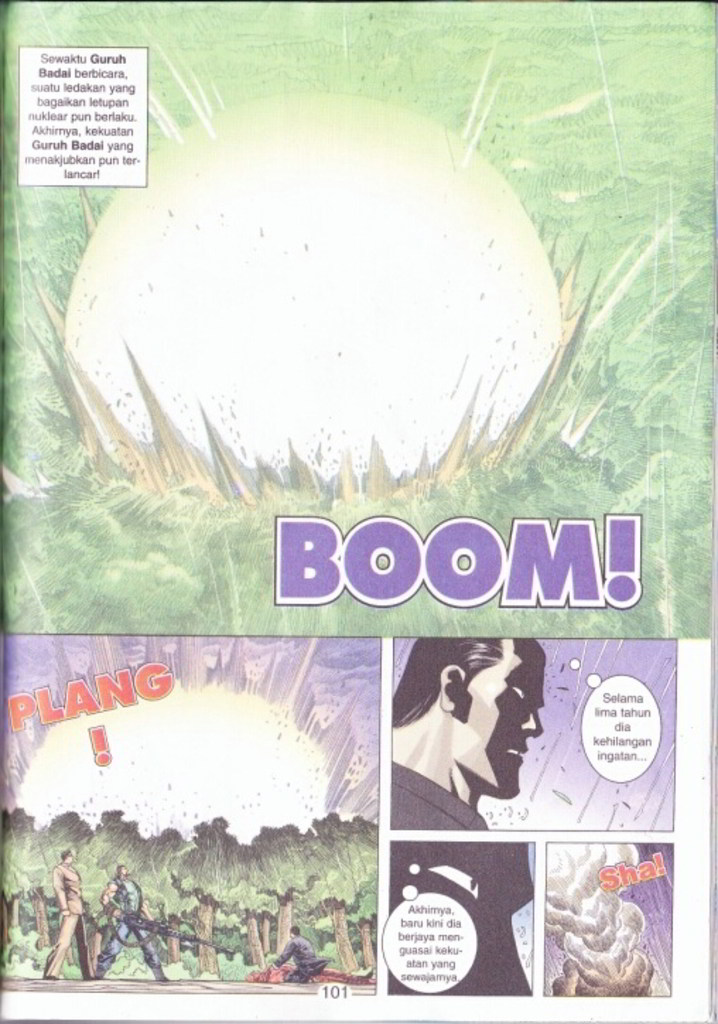 Sewaktu Guruh
Badai berbicara,
suatu ledakan yang
bagaikan letupan
nuklear pun berlaku.
Akhirnya, kekuatan
Guruh Badai yang
menakjubkan pun ter-
lancar!
BOOM!
PLANG
!
Selama
lima tahun
dia
kehilangan
ingatan...
Akhirnya,
baru kini dia
berjaya men-
guasai keku-
atan yang
sewajarnya.
Sha!
101